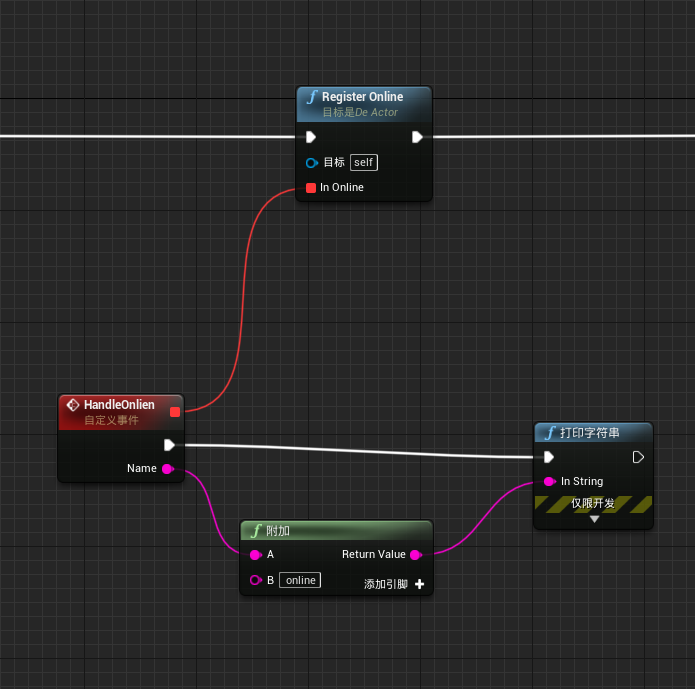 Register Online
目标是De Actor
目标 self
In Online
HandleOnlien
自定义事件
Name
打印字符串
In String
仅限开发
附加
A Return Value
B online 添加引脚